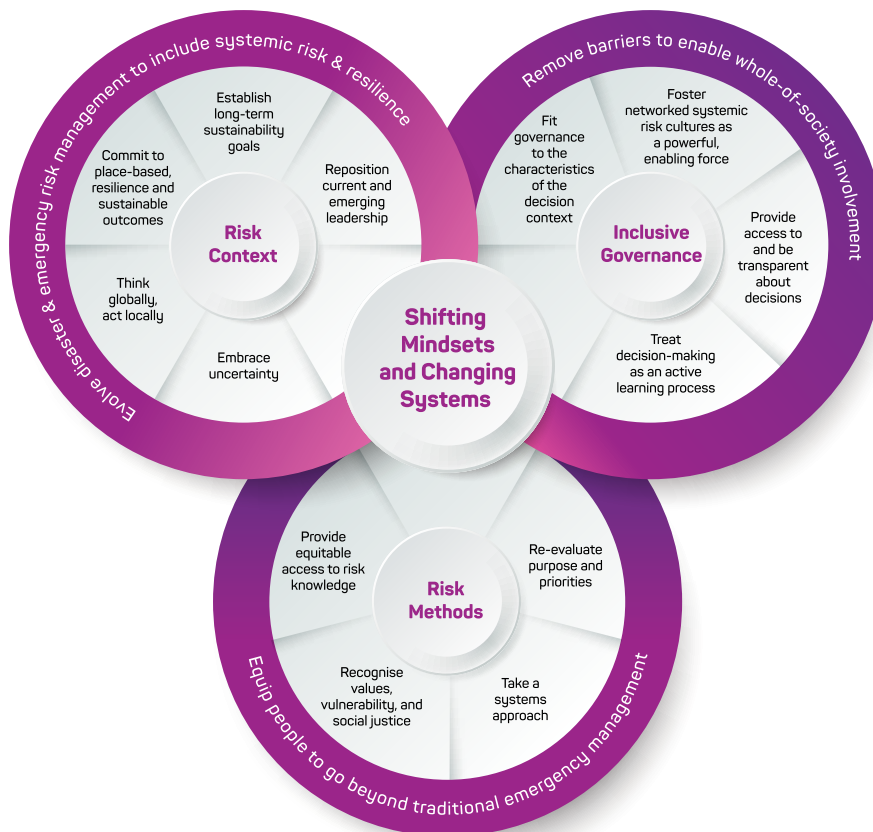 Evolve disaster & emergency risk management to include systemic risk & resilience
Establish
long-term
sustainability
goals
Commit to
place-based,
resilience and
sustainable
outcomes
Reposition
current and
emerging
leadership
Risk
Context
Think
globally,
act locally
Embrace
uncertainty
Remove barriers to enable whole-of-society involvement
Foster
networked systemic
risk cultures as
a powerful,
enabling force
Fit
governance
to the
characteristics
of the
decision
context
Inclusive
Governance
Provide
access to
and be
transparent
about
decisions
Treat
decision-making
as an active
learning process
Shifting
Mindsets
and Changing
Systems
Provide
equitable
access to risk
knowledge
Re-evaluate
purpose and
priorities
Risk
Methods
Recognise
values,
vulnerability, and
social justice
Take a
systems
approach
Equip people to go beyond traditional emergency management